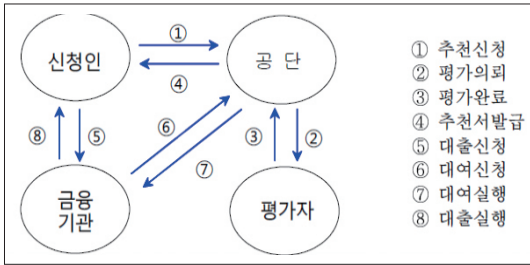 신청인
공 단
금융
기관
평가자
①
④
⑧
⑤
⑥
⑦
③
②
① 추천신청
② 평가의뢰
③ 평가완료
④ 추천서발급
⑤ 대출신청
⑥ 대여신청
⑦ 대여실행
⑧ 대출실행